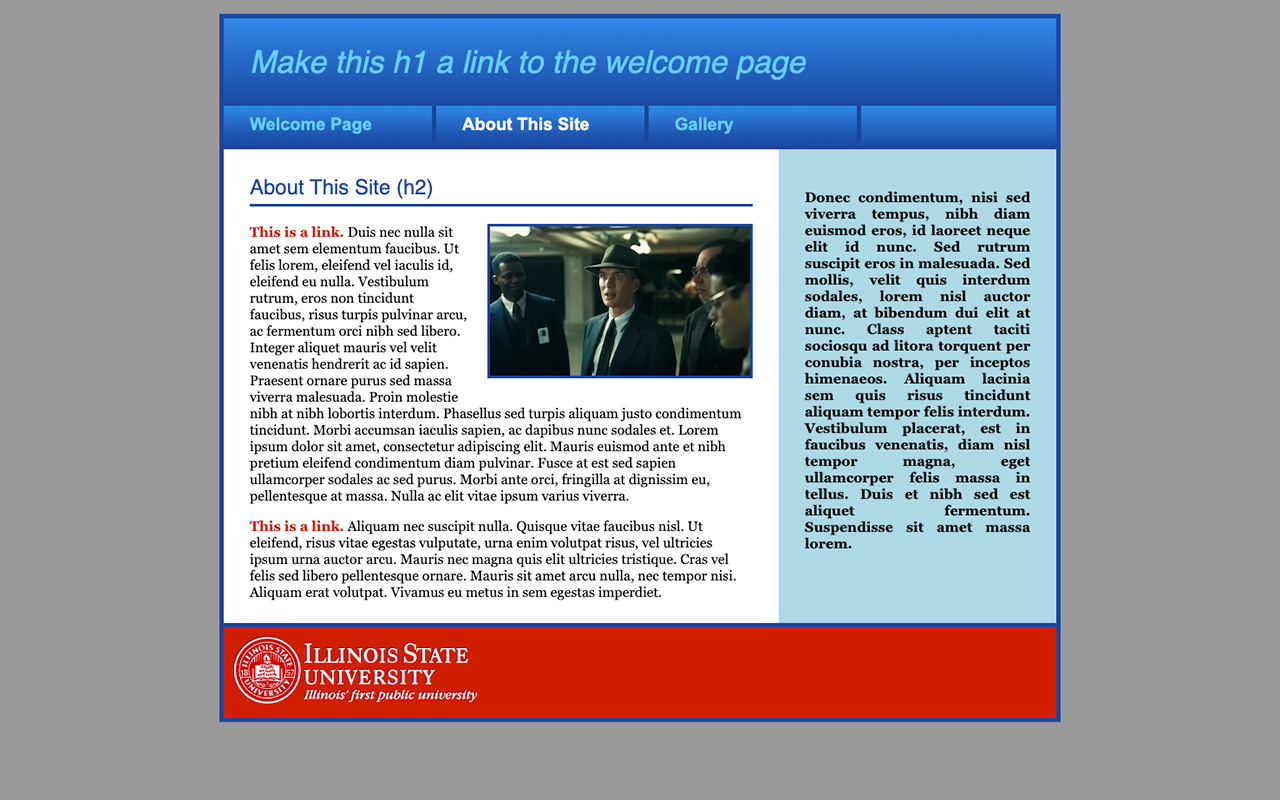 Make this h1 a link to the welcome page
Welcome Page
About This Site
Gallery
About This Site (h2)
This is a link. Duis nec nulla sit
amet sem elementum faucibus. Ut
felis lorem, eleifend vel iaculis id,
eleifend eu nulla. Vestibulum
rutrum, eros non tincidunt
faucibus, risus turpis pulvinar arcu,
ac fermentum orci nibh sed libero.
Integer aliquet mauris vel velit
venenatis hendrerit ac id sapien.
Praesent ornare purus sed massa
viverra malesuada. Proin molestie
nibh at nibh lobortis interdum. Phasellus sed turpis aliquam justo condimentum
tincidunt. Morbi accumsan iaculis sapien, ac dapibus nunc sodales et. Lorem
ipsum dolor sit amet, consectetur adipiscing elit. Mauris euismod ante et nibh
pretium eleifend condimentum diam pulvinar. Fusce at est sed sapien
ullamcorper sodales ac sed purus. Morbi ante orci, fringilla at dignissim eu,
pellentesque at massa. Nulla ac elit vitae ipsum varius viverra.
This is a link. Aliquam nec suscipit nulla. Quisque vitae faucibus nisl. Ut
eleifend, risus vitae egestas vulputate, urna enim volutpat risus, vel ultricies
ipsum urna auctor arcu. Mauris nec magna quis elit ultricies tristique. Cras vel
felis sed libero pellentesque ornare. Mauris sit amet arcu nulla, nec tempor nisi.
Aliquam erat volutpat. Vivamus eu metus in sem egestas imperdiet.
Donec condimentum, nisi sed
viverra tempus, nibh diam
euismod eros, id laoreet neque
elit id nunc. Sed rutrum
suscipit eros in malesuada. Sed
mollis, velit quis interdum
sodales, lorem nisl auctor
diam, at bibendum dui elit at
nunc. Class aptent taciti
sociosqu ad litora torquent per
conubia nostra, per inceptos
himenaeos. Aliquam lacinia
sem quis risus tincidunt
aliquam tempor felis interdum.
Vestibulum placerat, est in
faucibus venenatis, diam nisl
tempor magna, eget
ullamcorper felis massa in
tellus. Duis et nibh sed est
aliquet fermentum.
Suspendisse sit amet massa
lorem.
ILLINOIS STATE
UNIVERSITY
18 57
ILLINOIS STATE
UNIVERSITY
Illinois' first public university